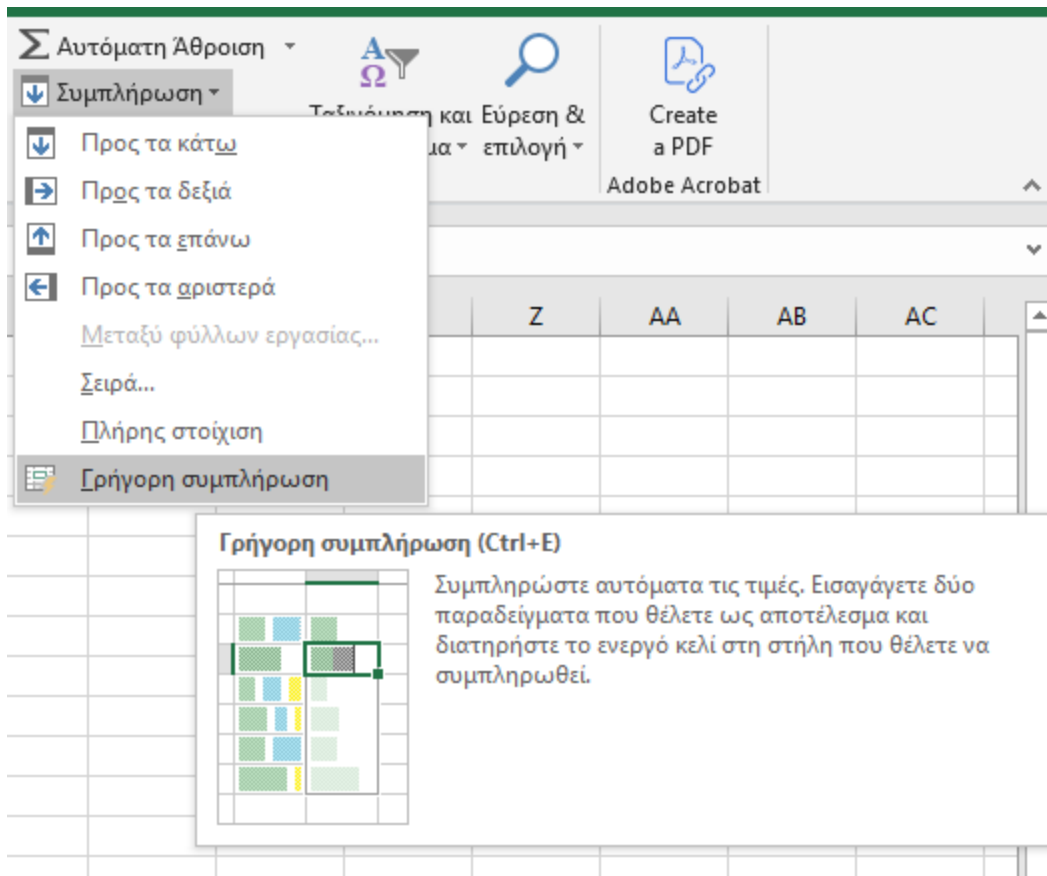 Αυτόματη Άθροιση
Συμπλήρωση
και Εύρεση &
επιλογή
Create
a PDF
Adobe Acrobat
Προς τα κάτω
Προς τα δεξιά
Προς τα επάνω
Προς τα αριστερά
Μεταξύ φύλλων εργασίας...
Σειρά...
Πλήρης στοίχιση
Γρήγορη συμπλήρωση
Z AA AB AC
Γρήγορη συμπλήρωση (Ctrl+E)
Συμπληρώστε αυτόματα τις τιμές. Εισαγάγετε δύο
παραδείγματα που θέλετε ως αποτέλεσμα και
διατηρήστε το ενεργό κελί στη στήλη που θέλετε να
συμπληρωθεί.